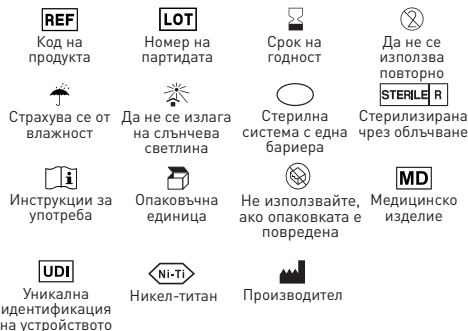 REF
Код на
продукта
LOT
Номер на
партидата
Срок на
годност
2
Да не се
използва
повторно
Страхува се от
влажност
Да не се излага
на слънчева
светлина
Стерилна
система с една
бариера
STERILE R
Стерилизирана
чрез облъчване
i
Инструкции за
употреба
Опаковъчна
единица
Не използвайте,
ако опаковката е
повредена
MD
Медицинско
изделие
UDI
Уникална
идентификация
на устройството
Ni-Ti
Никел-титан
Производител